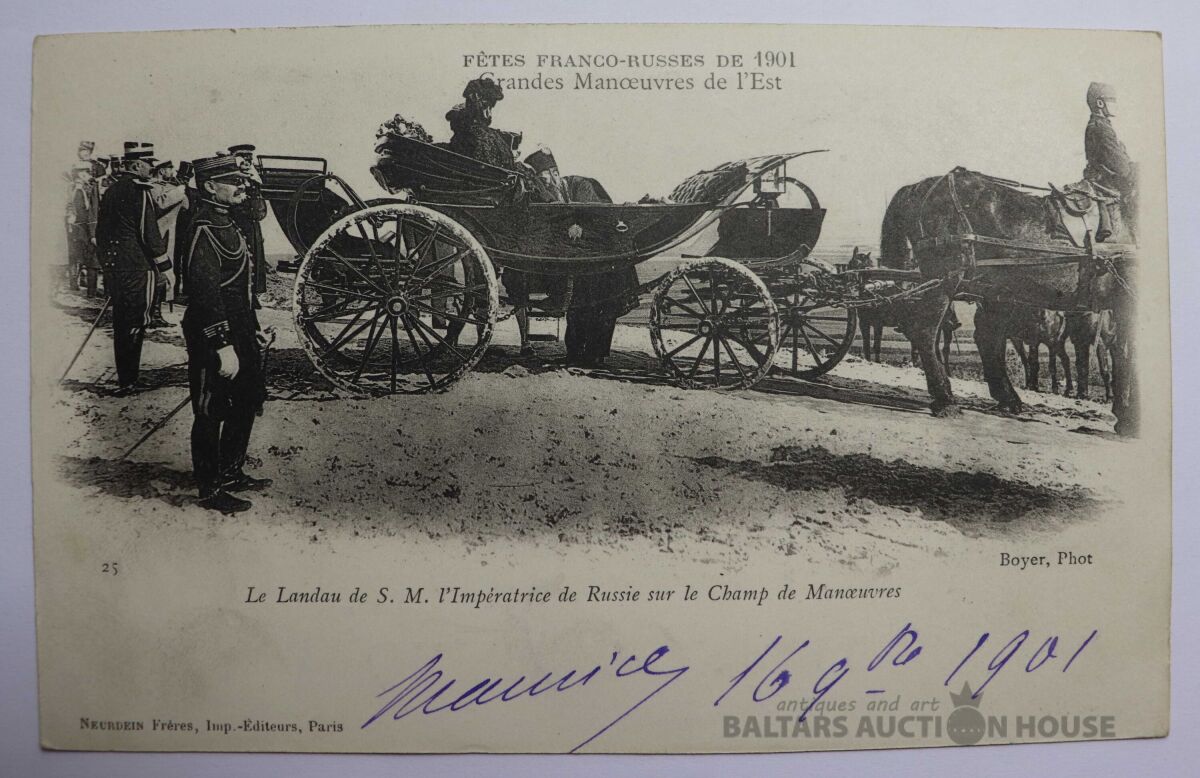 FÊTES FRANCO-RUSSES DE 1901
Grandes Manœuvres de l'Est
25
Boyer, Phot
Le Landau de S. M. l'Impératrice de Russie sur le Champ de Manœuvres
Maurice 16 9bre 1901
NEURDEIN Frères, Imp.-Éditeurs, Paris
antiques and art
BALTARS AUCTION HOUSE